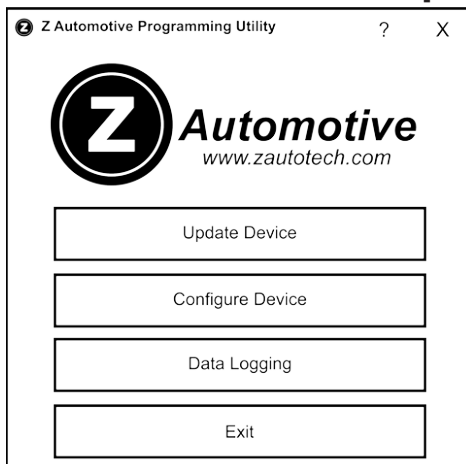 Z Z Automotive Programming Utility ? X
Z Automotive
www.zautotech.com
Update Device
Configure Device
Data Logging
Exit